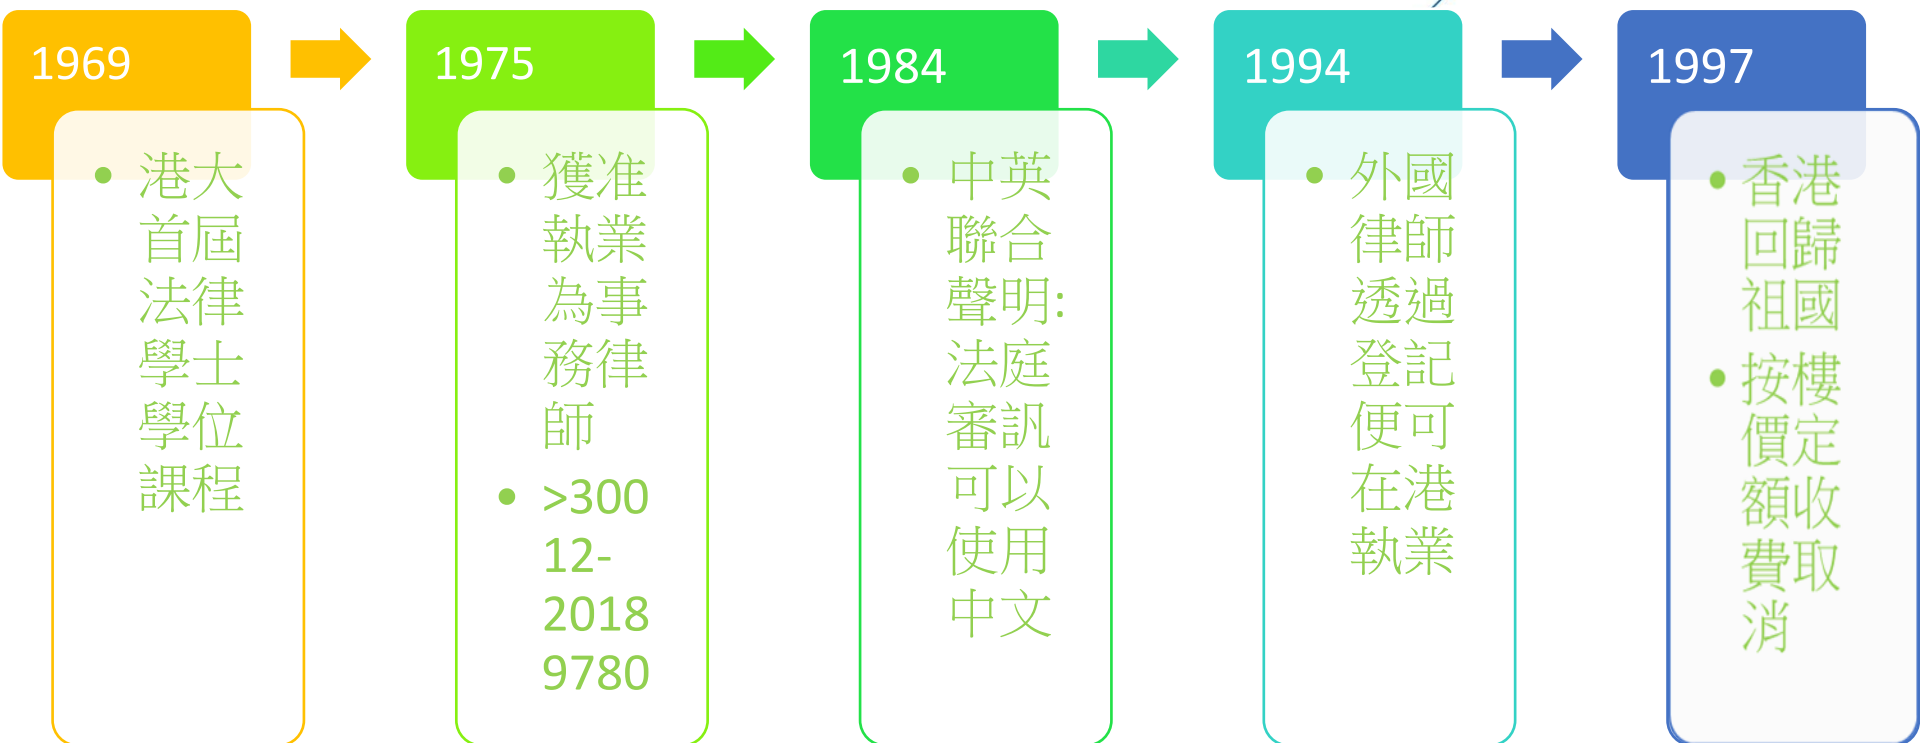 1969
• 港大
首屆
法律
學士
學位
課程
1975
• 獲准
執業
為事
務律
師
• >300
12-
2018
9780
1984
• 中英
聯合
聲明:
法庭
審訊
可以
使用
中文
1994
• 外國
律師
透過
登記
便可
在港
執業
1997
• 香港
回歸
祖國
• 按樓
價定
額收
費取
消